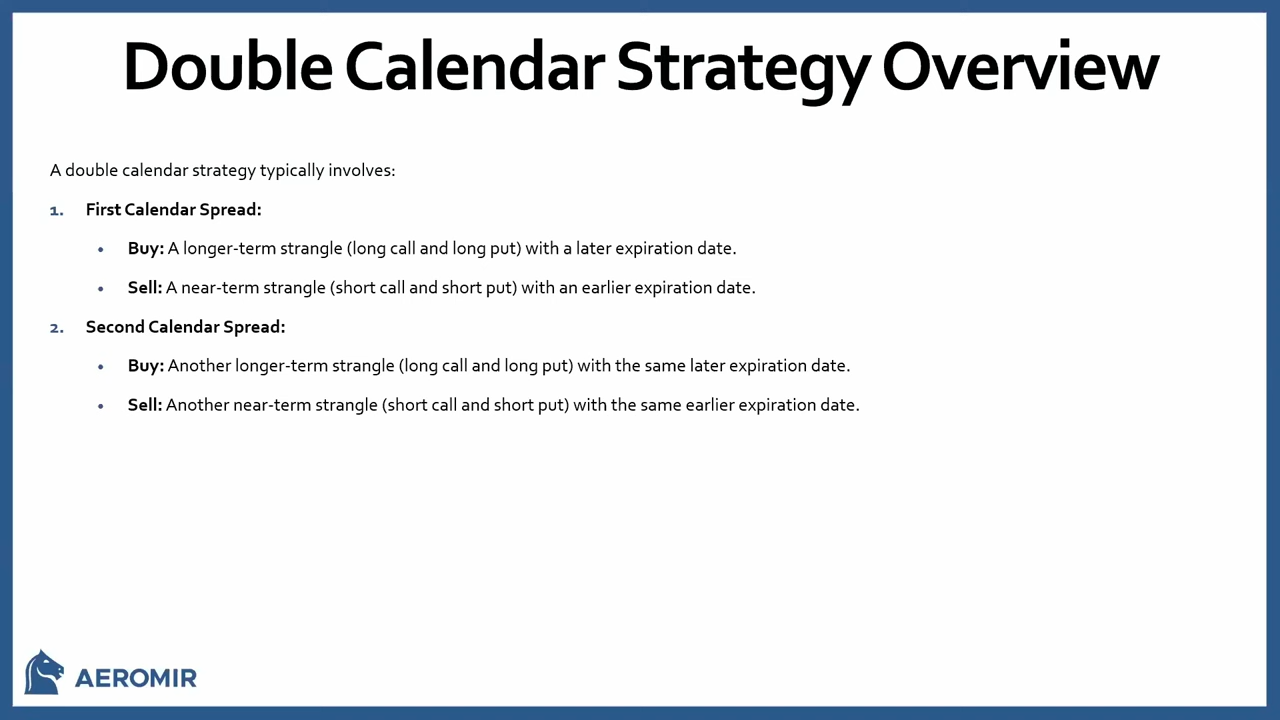 Double Calendar Strategy Overview
A double calendar strategy typically involves:
1. First Calendar Spread:
• Buy: A longer-term strangle (long call and long put) with a later expiration date.
• Sell: A near-term strangle (short call and short put) with an earlier expiration date.
2. Second Calendar Spread:
• Buy: Another longer-term strangle (long call and long put) with the same later expiration date.
• Sell: Another near-term strangle (short call and short put) with the same earlier expiration date.
AEROMIR